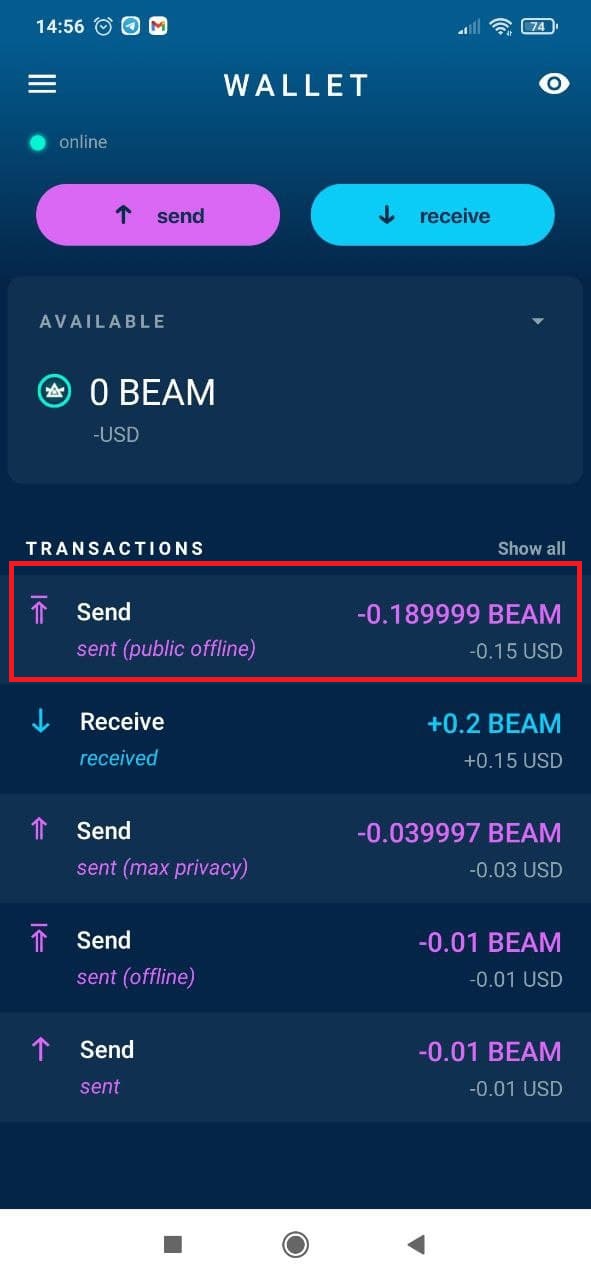 14:56 74
WALLET
online
send receive
AVAILABLE
0 BEAM
-USD
TRANSACTIONS Show all
Send -0.189999 BEAM
sent (public offline) -0.15 USD
Receive +0.2 BEAM
received +0.15 USD
Send -0.039997 BEAM
sent (max privacy) -0.03 USD
Send -0.01 BEAM
sent (offline) -0.01 USD
Send -0.01 BEAM
sent -0.01 USD